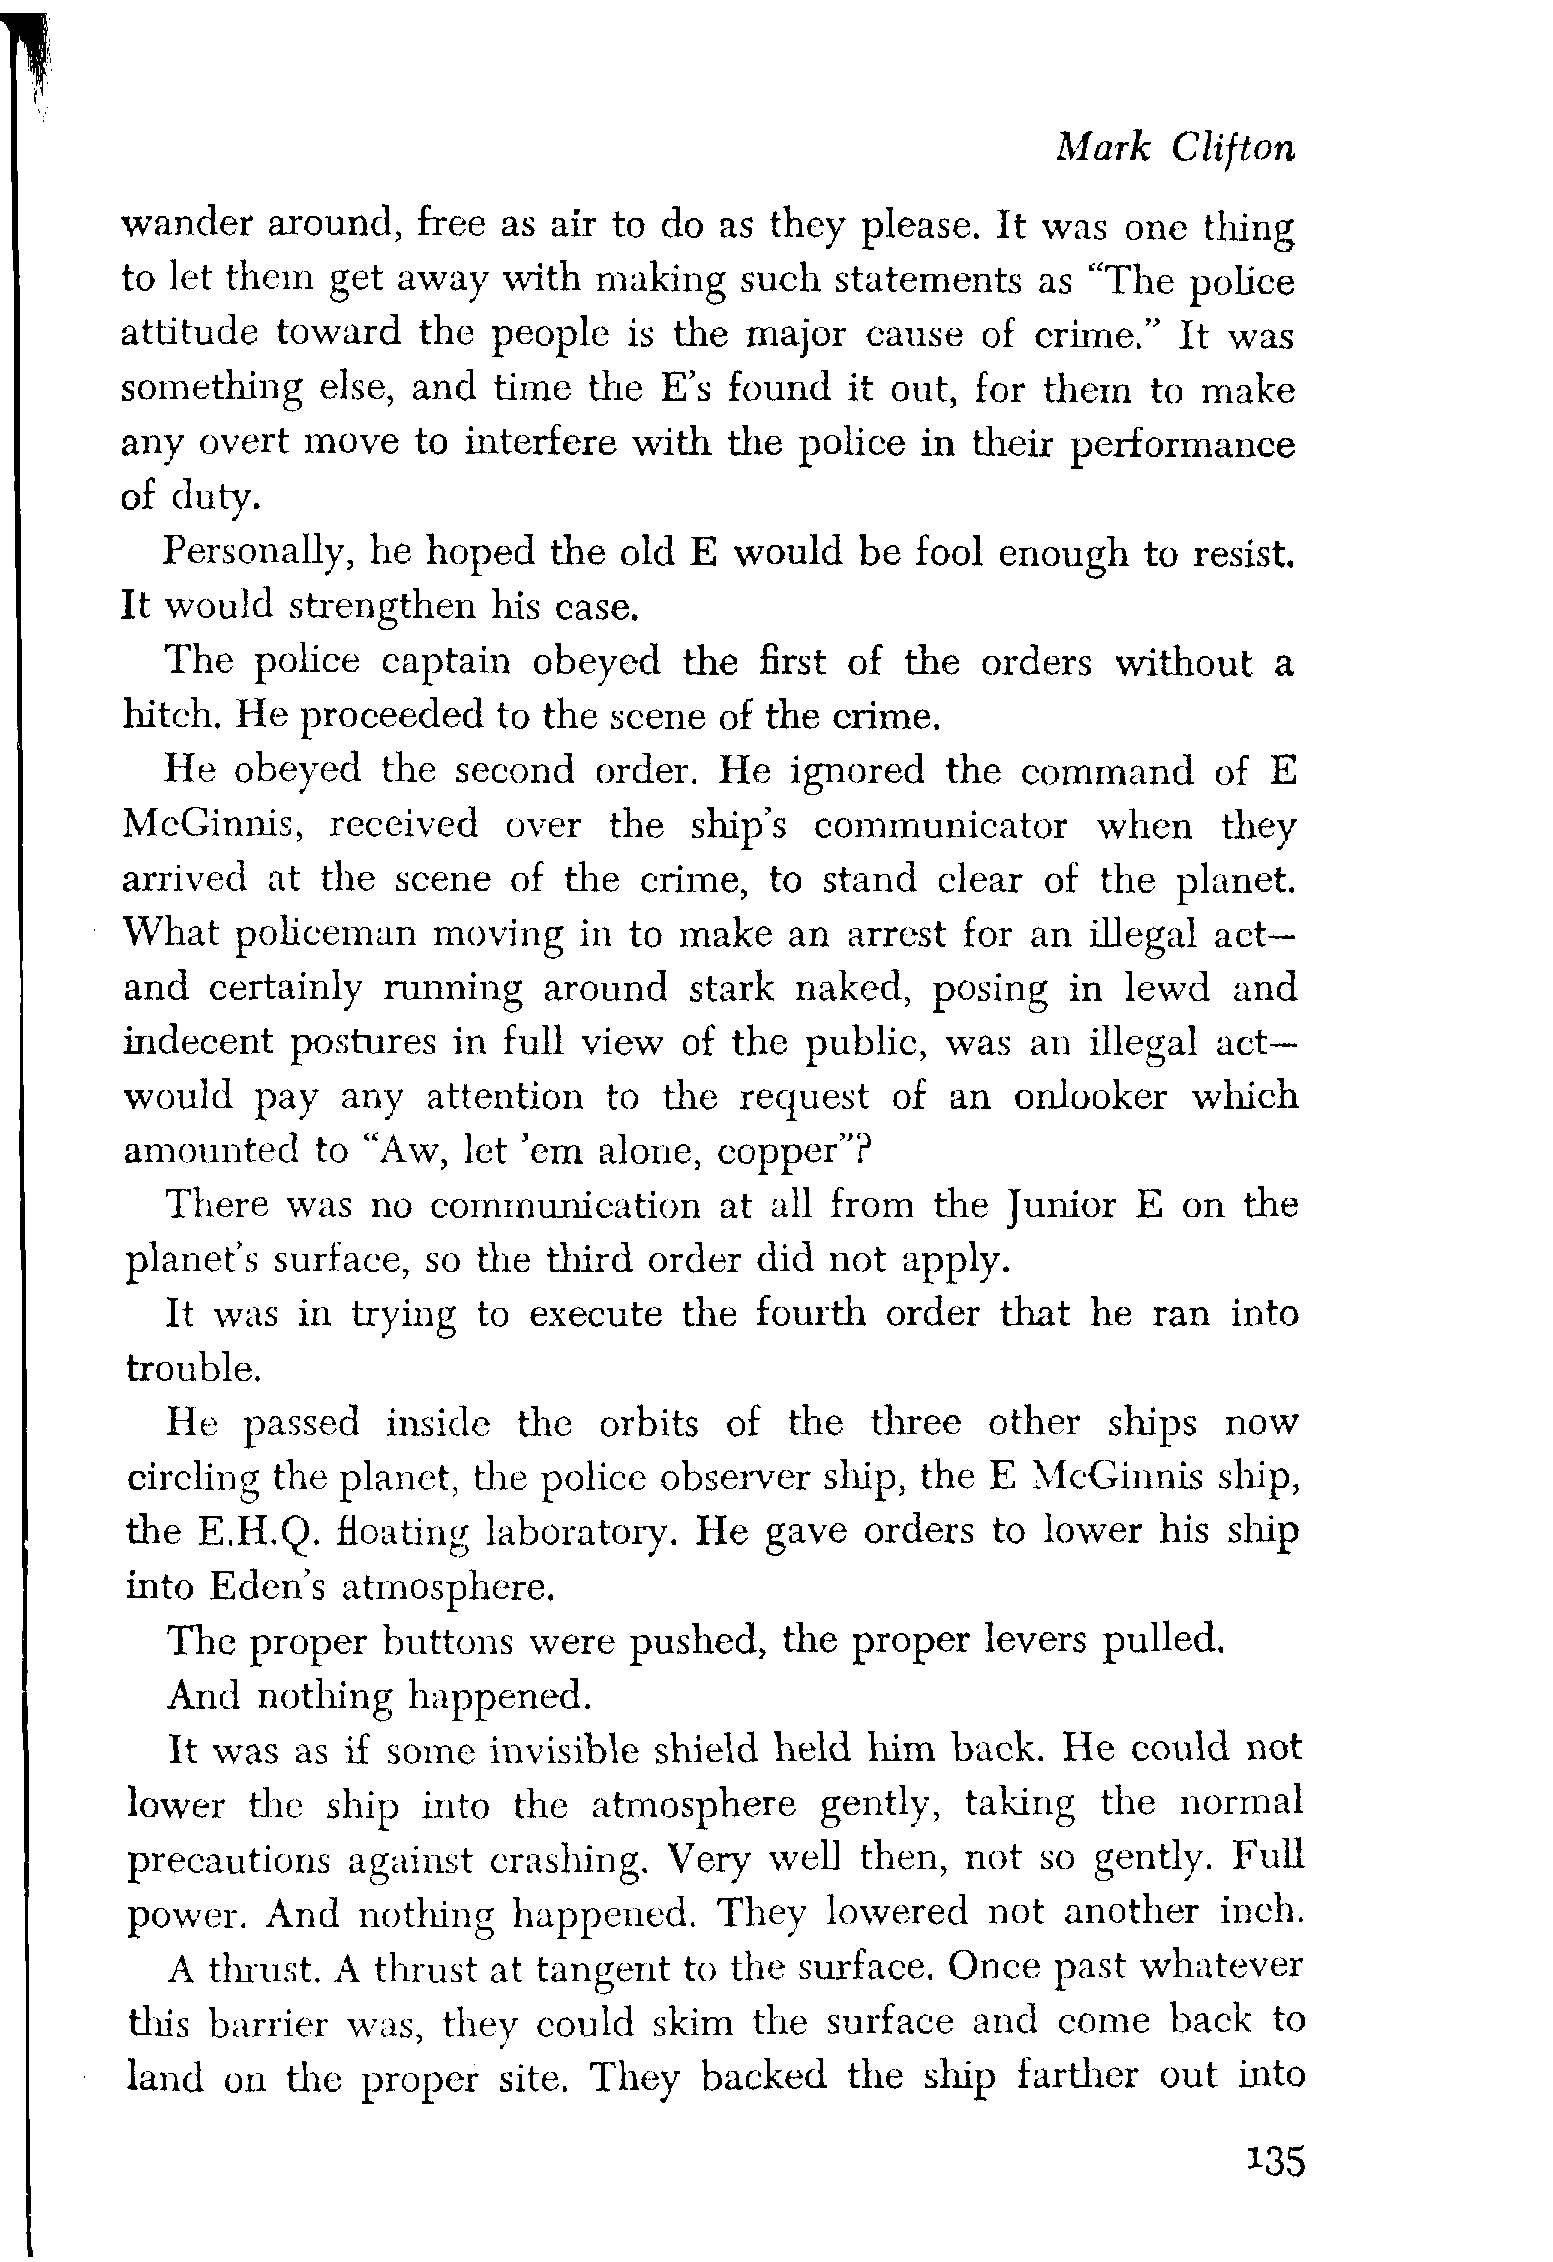 Mark Clifton
wander around, free as air to do as they please. It was one thing
to let them get away with making such statements as “The police
attitude toward the people is the major cause of crime.” It was
something else, and time the E’s found it out, for them to make
any overt move to interfere with the police in their performance
of duty.
Personally, he hoped the old E would be fool enough to resist.
It would strengthen his case.
The police captain obeyed the first of the orders without a
hitch. He proceeded to the scene of the crime.
He obeyed the second order. He ignored the command of E
McGinnis, received over the ship’s communicator when they
arrived at the scene of the crime, to stand clear of the planet.
What policeman moving in to make an arrest for an illegal act—
and certainly running around stark naked, posing in lewd and
indecent postures in full view of the public, was an illegal act—
would pay any attention to the request of an onlooker which
amounted to “Aw, let ’em alone, copper”?
There was no communication at all from the Junior E on the
planet’s surface, so the third order did not apply.
It was in trying to execute the fourth order that he ran into
trouble.
He passed inside the orbits of the three other ships now
circling the planet, the police observer ship, the E McGinnis ship,
the E.H.Q. floating laboratory. He gave orders to lower his ship
into Eden’s atmosphere.
The proper buttons were pushed, the proper levers pulled.
And nothing happened.
It was as if some invisible shield held him back. He could not
lower the ship into the atmosphere gently, taking the normal
precautions against crashing. Very well then, not so gently. Full
power. And nothing happened. They lowered not another inch.
A thrust. A thrust at tangent to the surface. Once past whatever
this barrier was, they could skim the surface and come back to
land on the proper site. They backed the ship farther out into
135